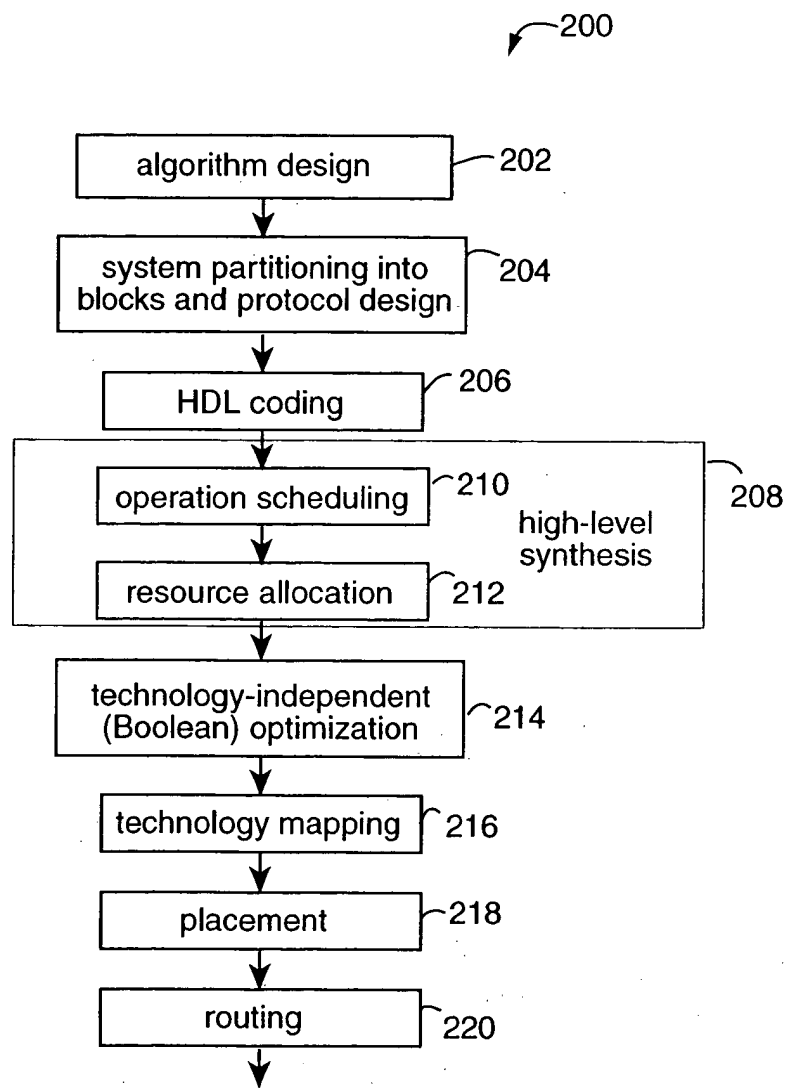 200
algorithm design
202
system partitioning into
blocks and protocol design
204
HDL coding
206
operation scheduling
210
high-level
synthesis
208
resource allocation
212
technology-independent
(Boolean) optimization
214
technology mapping
216
placement
218
routing
220